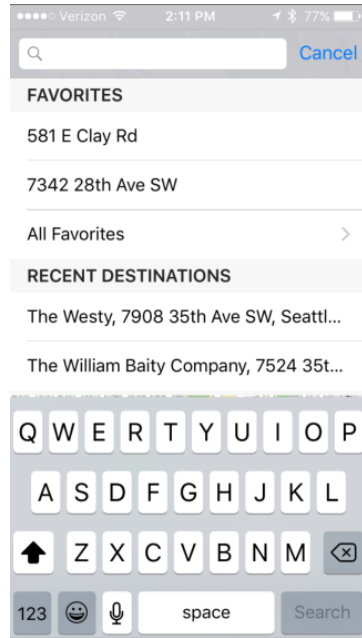 Verizon 2:11 PM 77%
Cancel
FAVORITES
581 E Clay Rd
7342 28th Ave SW
All Favorites
RECENT DESTINATIONS
The Westy, 7908 35th Ave SW, Seattl...
The William Baity Company, 7524 35t...
Q W E R T Y U I O P
A S D F G H J K L
Z X C V B N M
123 space Search